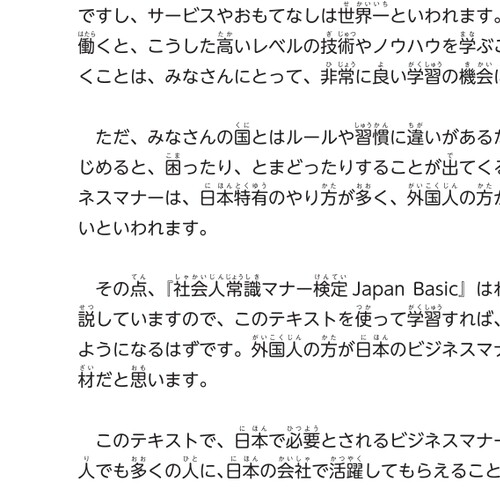 ですし、サービスやおもてなしは世界一といわれます。
働くと、こうした高いレベルの技術やノウハウを学ぶこ
くことは、みなさんにとって、非常に良い学習の機会に
ただ、みなさんの国とはルールや習慣に違いがあるか
じめると、困ったり、とまどったりすることが出てくる
ネスマナーは、日本特有のやり方が多く、外国人の方が
いといわれます。
その点、『社会人常識マナー検定 Japan Basic』はわ
説していますので、このテキストを使って学習すれば、
ようになるはずです。外国人の方が日本のビジネスマナ
材だと思います。
このテキストで、日本で必要とされるビジネスマナー
人でも多くの人に、日本の会社で活躍してもらえること